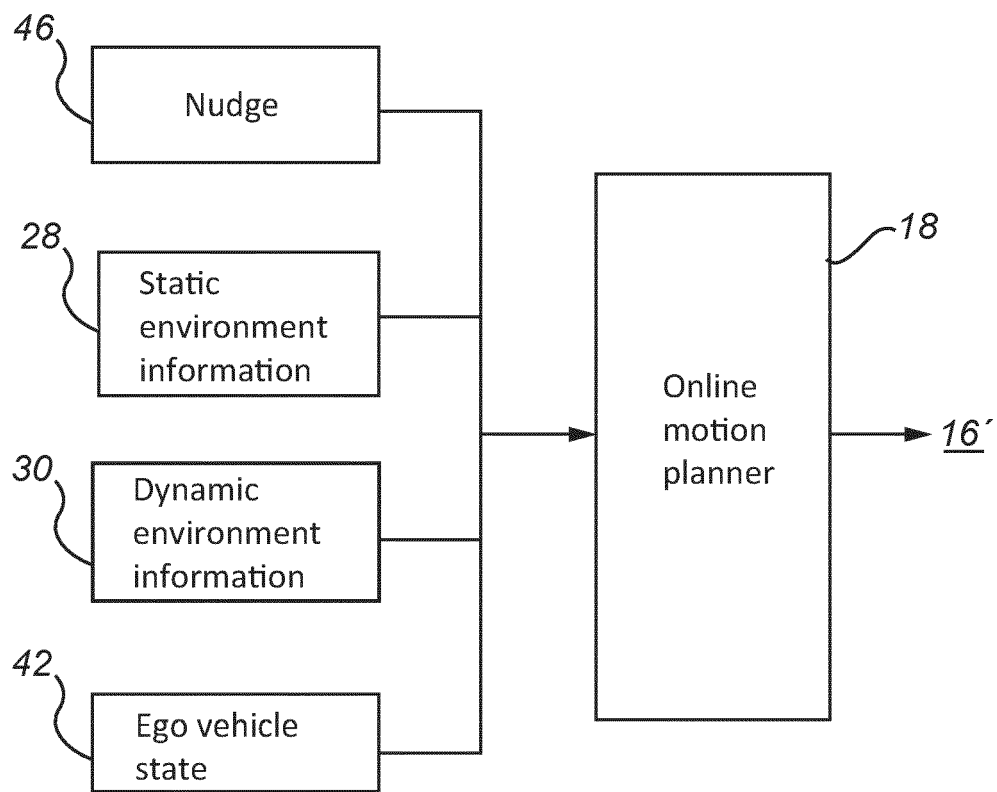 46
Nudge
28
Static
environment
information
30
Dynamic
environment
information
42
Ego vehicle
state
18
Online
motion
planner
16´